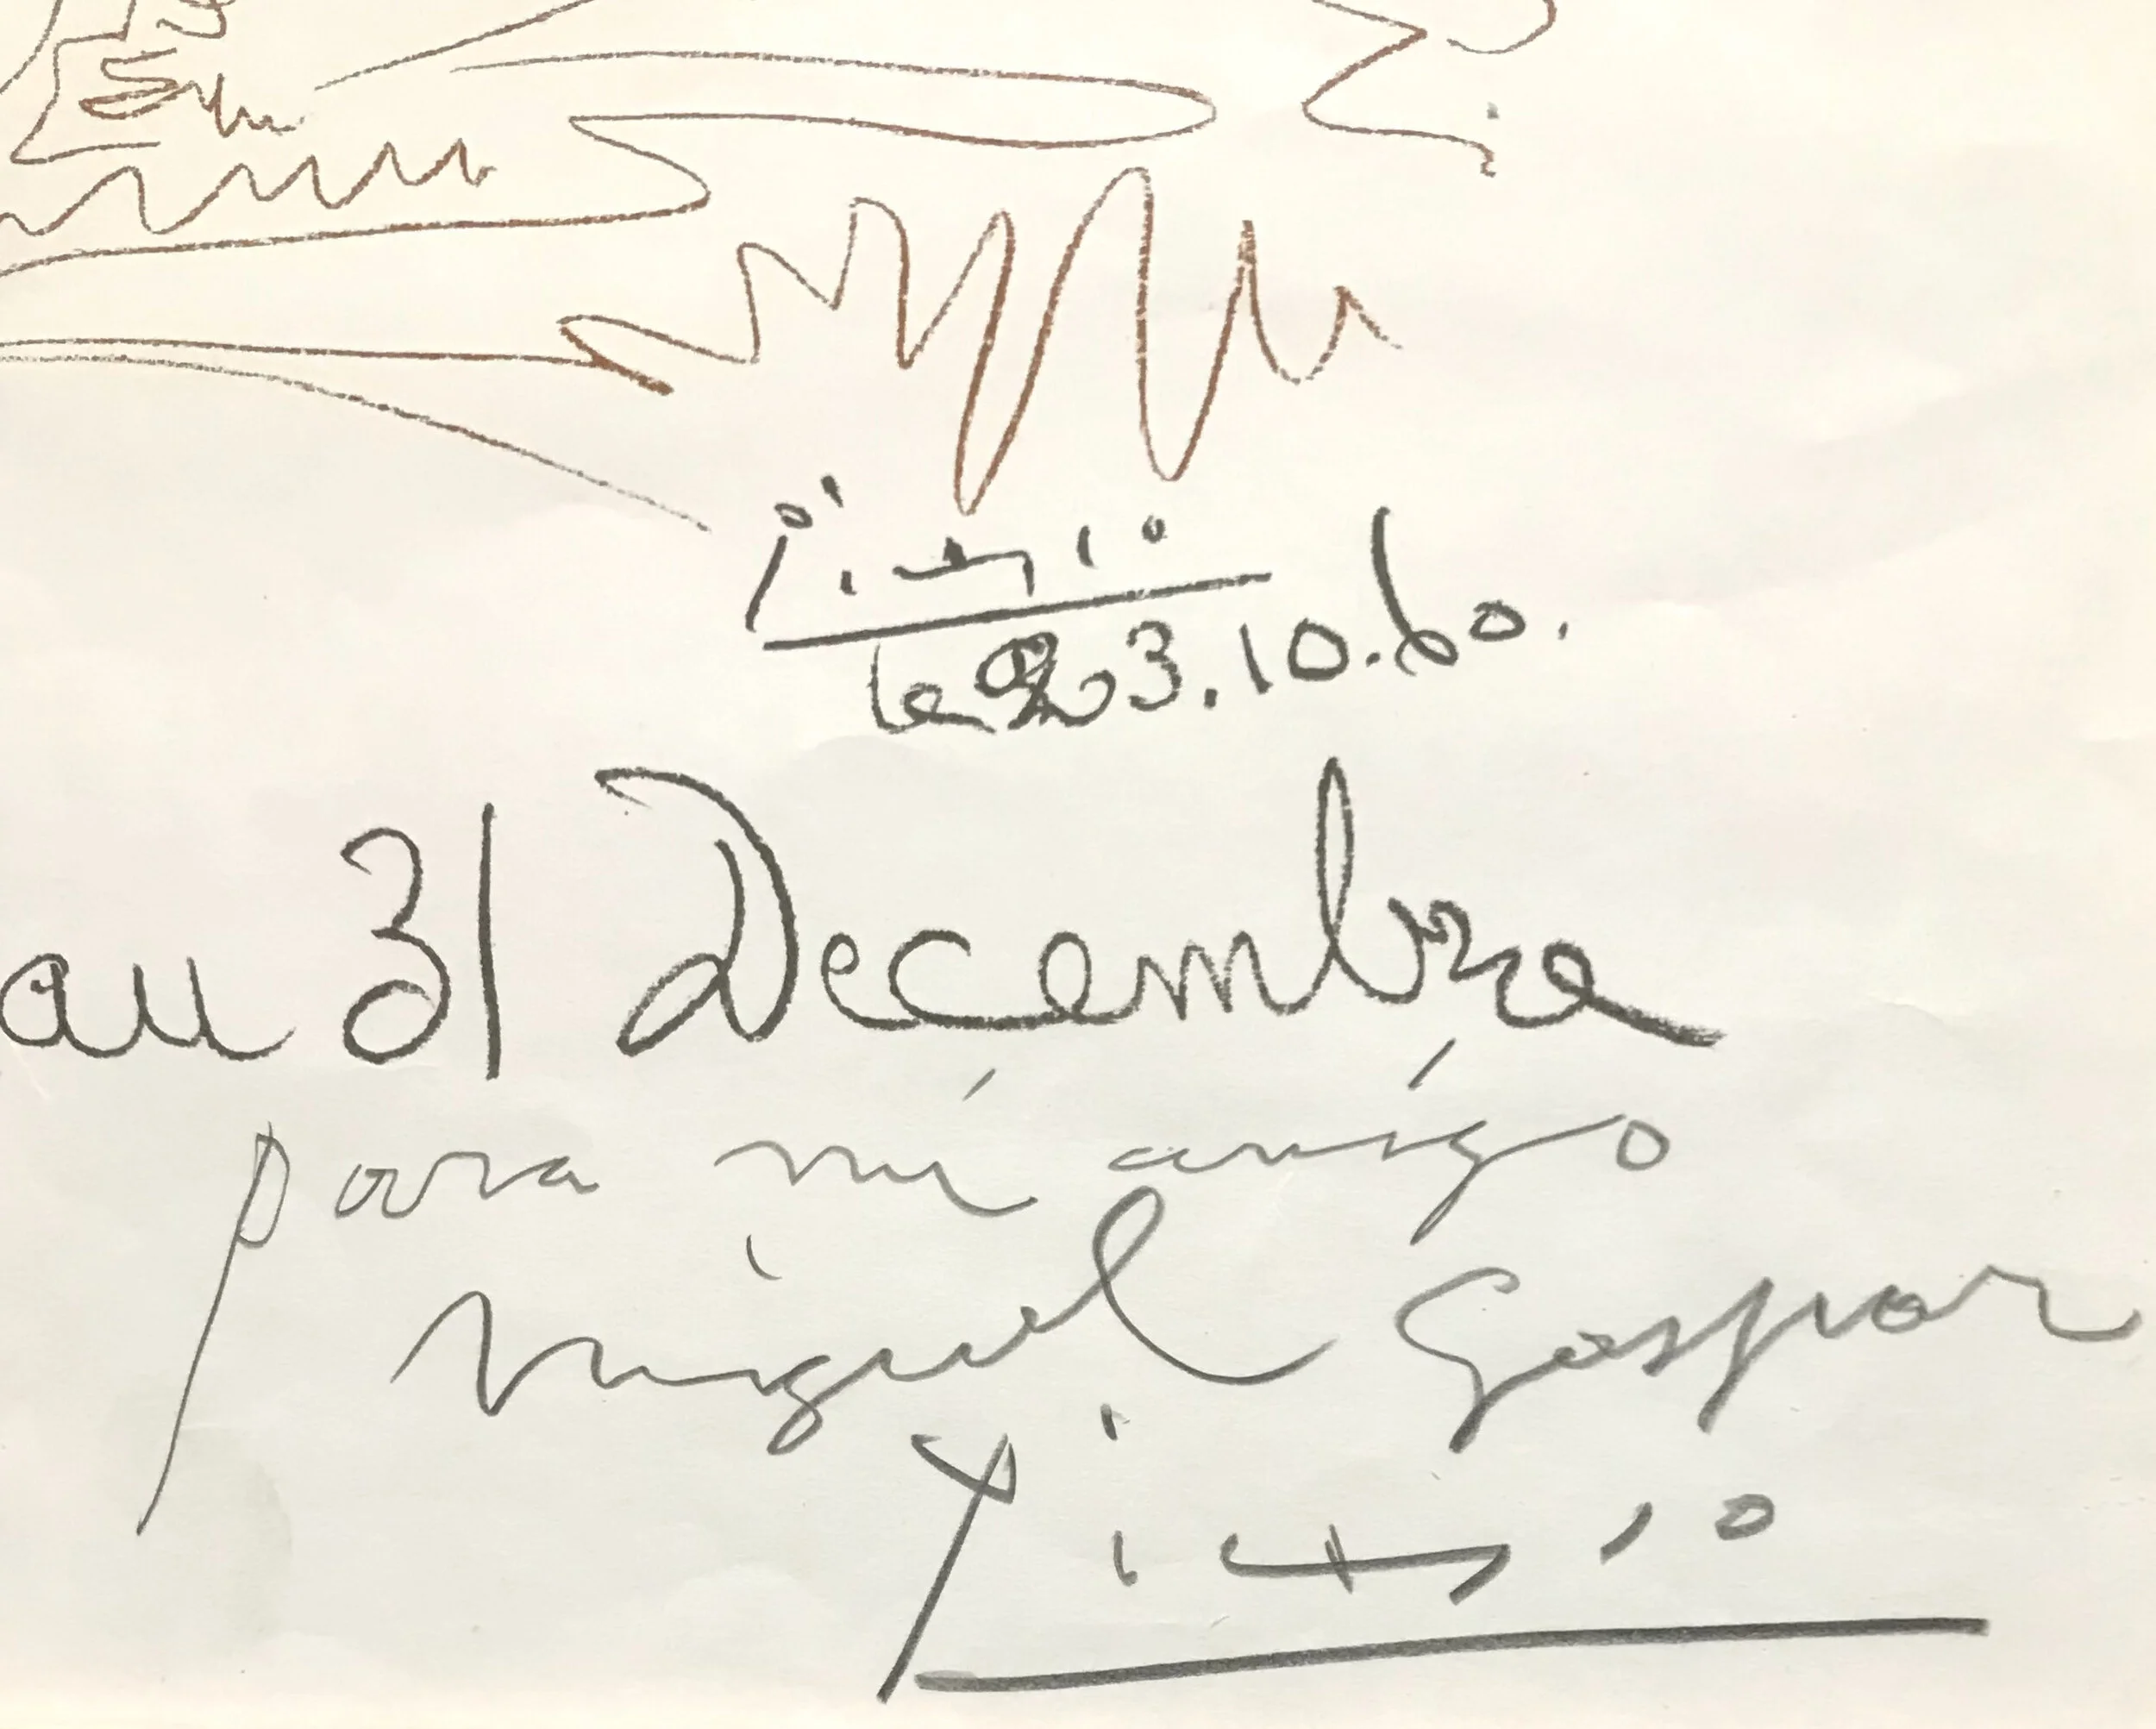 Picasso
le 23.10.60.
au 31 Decembre
para mi amigo
Miguel Gaspar
Picasso